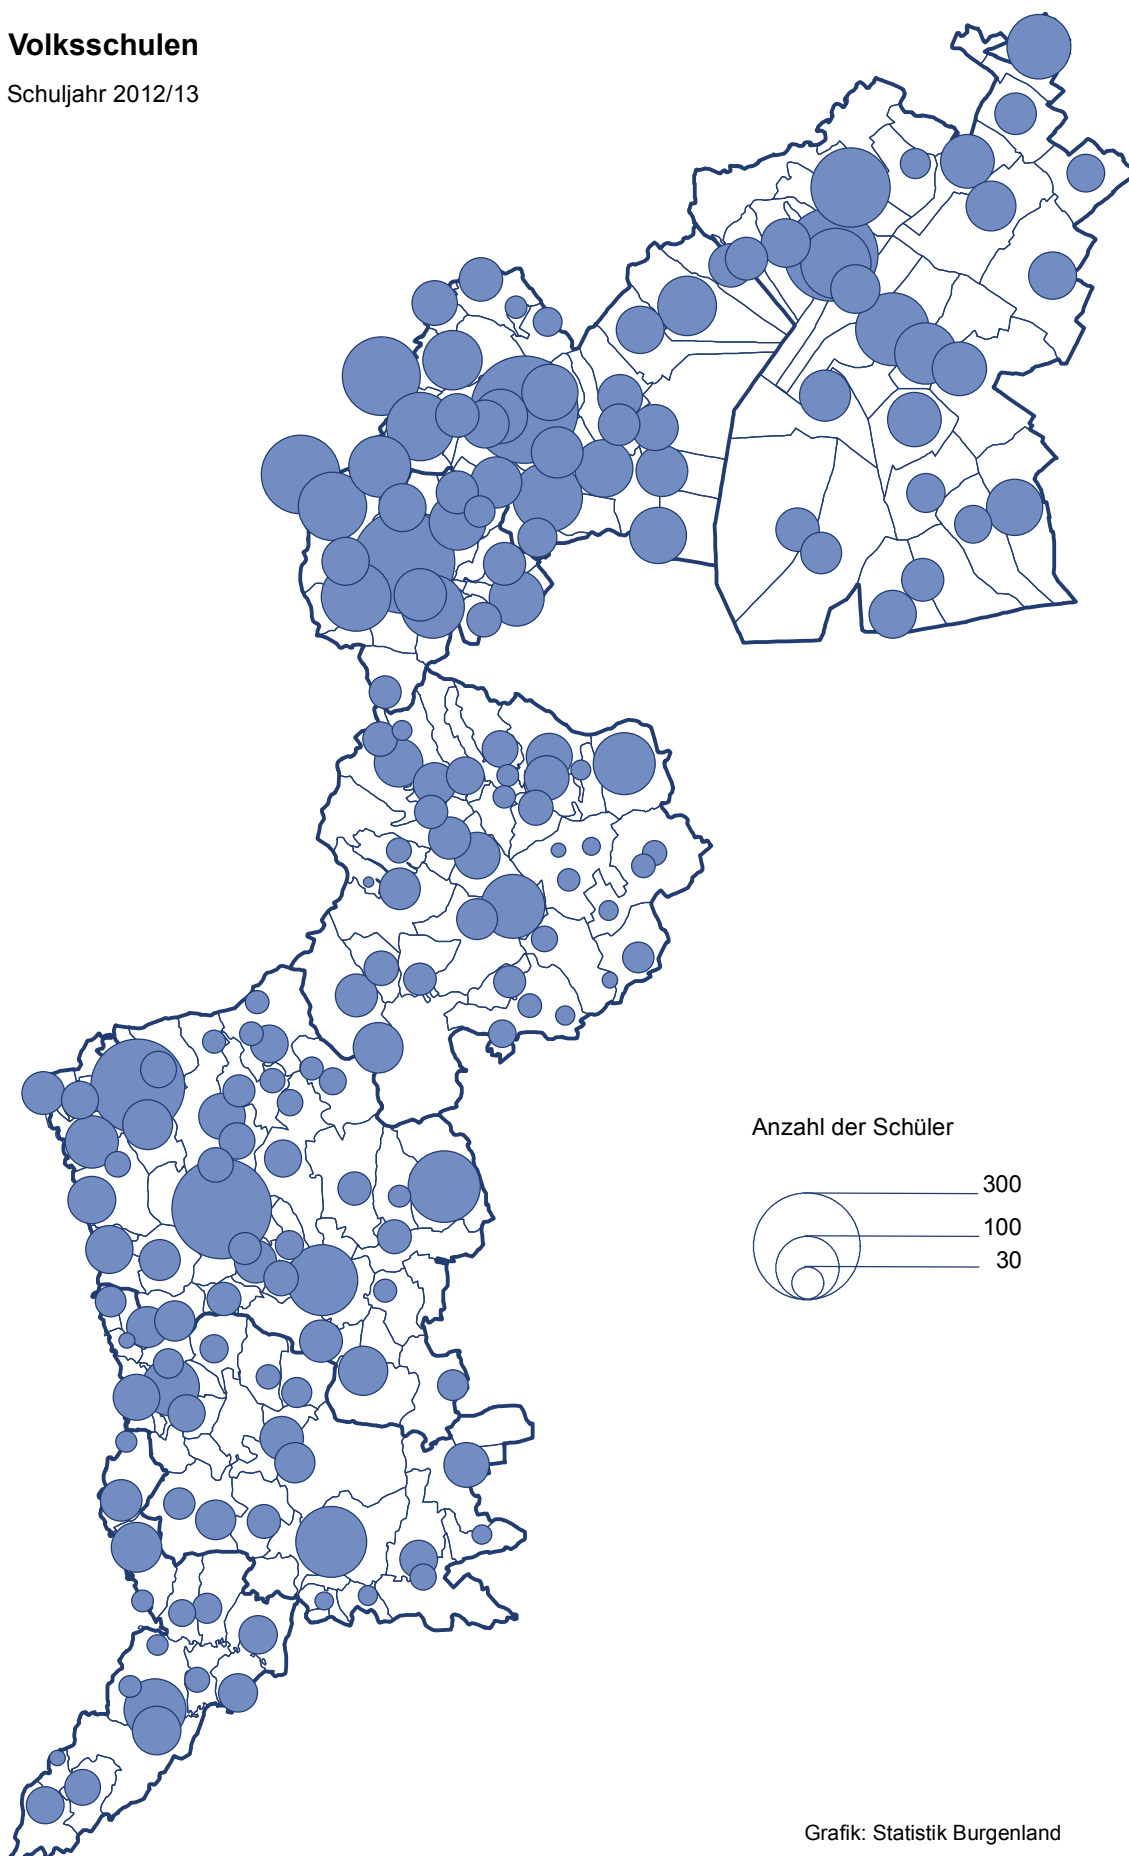 Volksschulen
Schuljahr 2012/13
Anzahl der Schüler
300
100
30
Grafik: Statistik Burgenland